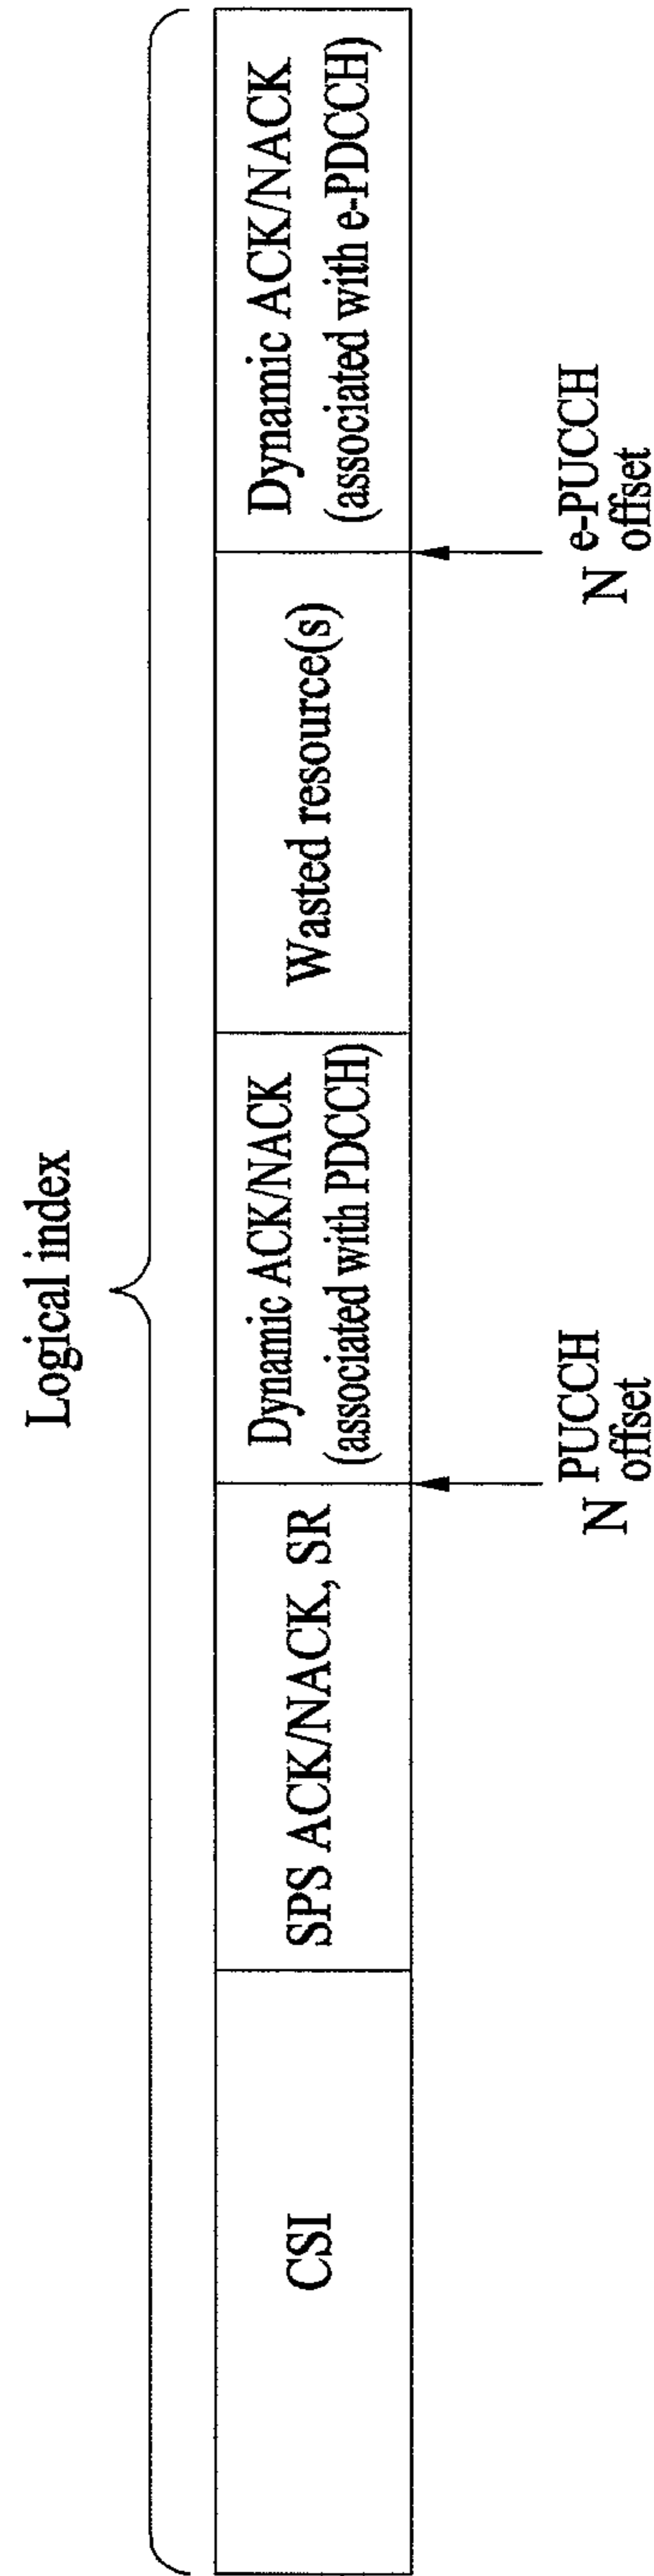 Logical index
CSI
SPS ACK/NACK, SR
Dynamic ACK/NACK
(associated with PDCCH)
Wasted resource(s)
Dynamic ACK/NACK
(associated with e-PDCCH)
N PUCCH
offset
N e-PUCCH
offset